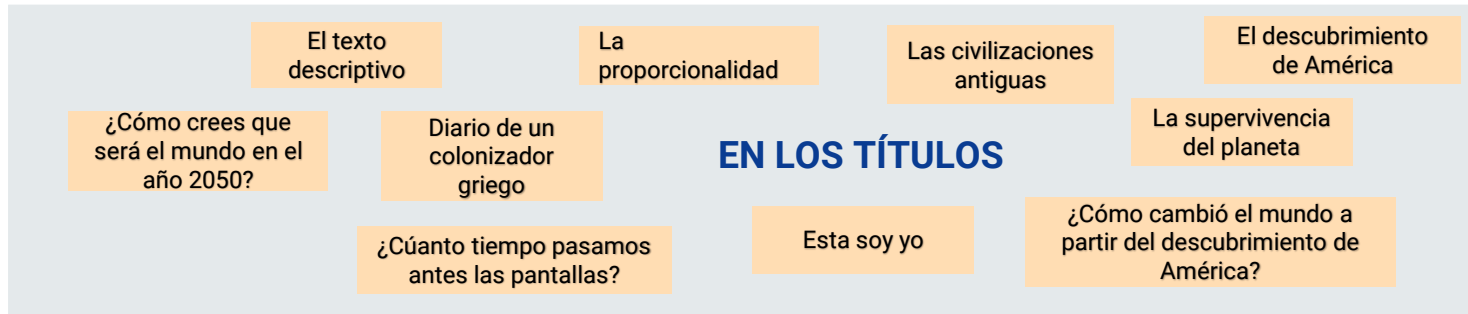 El texto
descriptivo
La
proporcionalidad
Las civilizaciones
antiguas
El descubrimiento
de América
¿Cómo crees que
será el mundo en el
año 2050?
Diario de un
colonizador
griego
EN LOS TÍTULOS
La supervivencia
del planeta
¿Cúanto tiempo pasamos
antes las pantallas?
Esta soy yo
¿Cómo cambió el mundo a
partir del descubrimiento de
América?